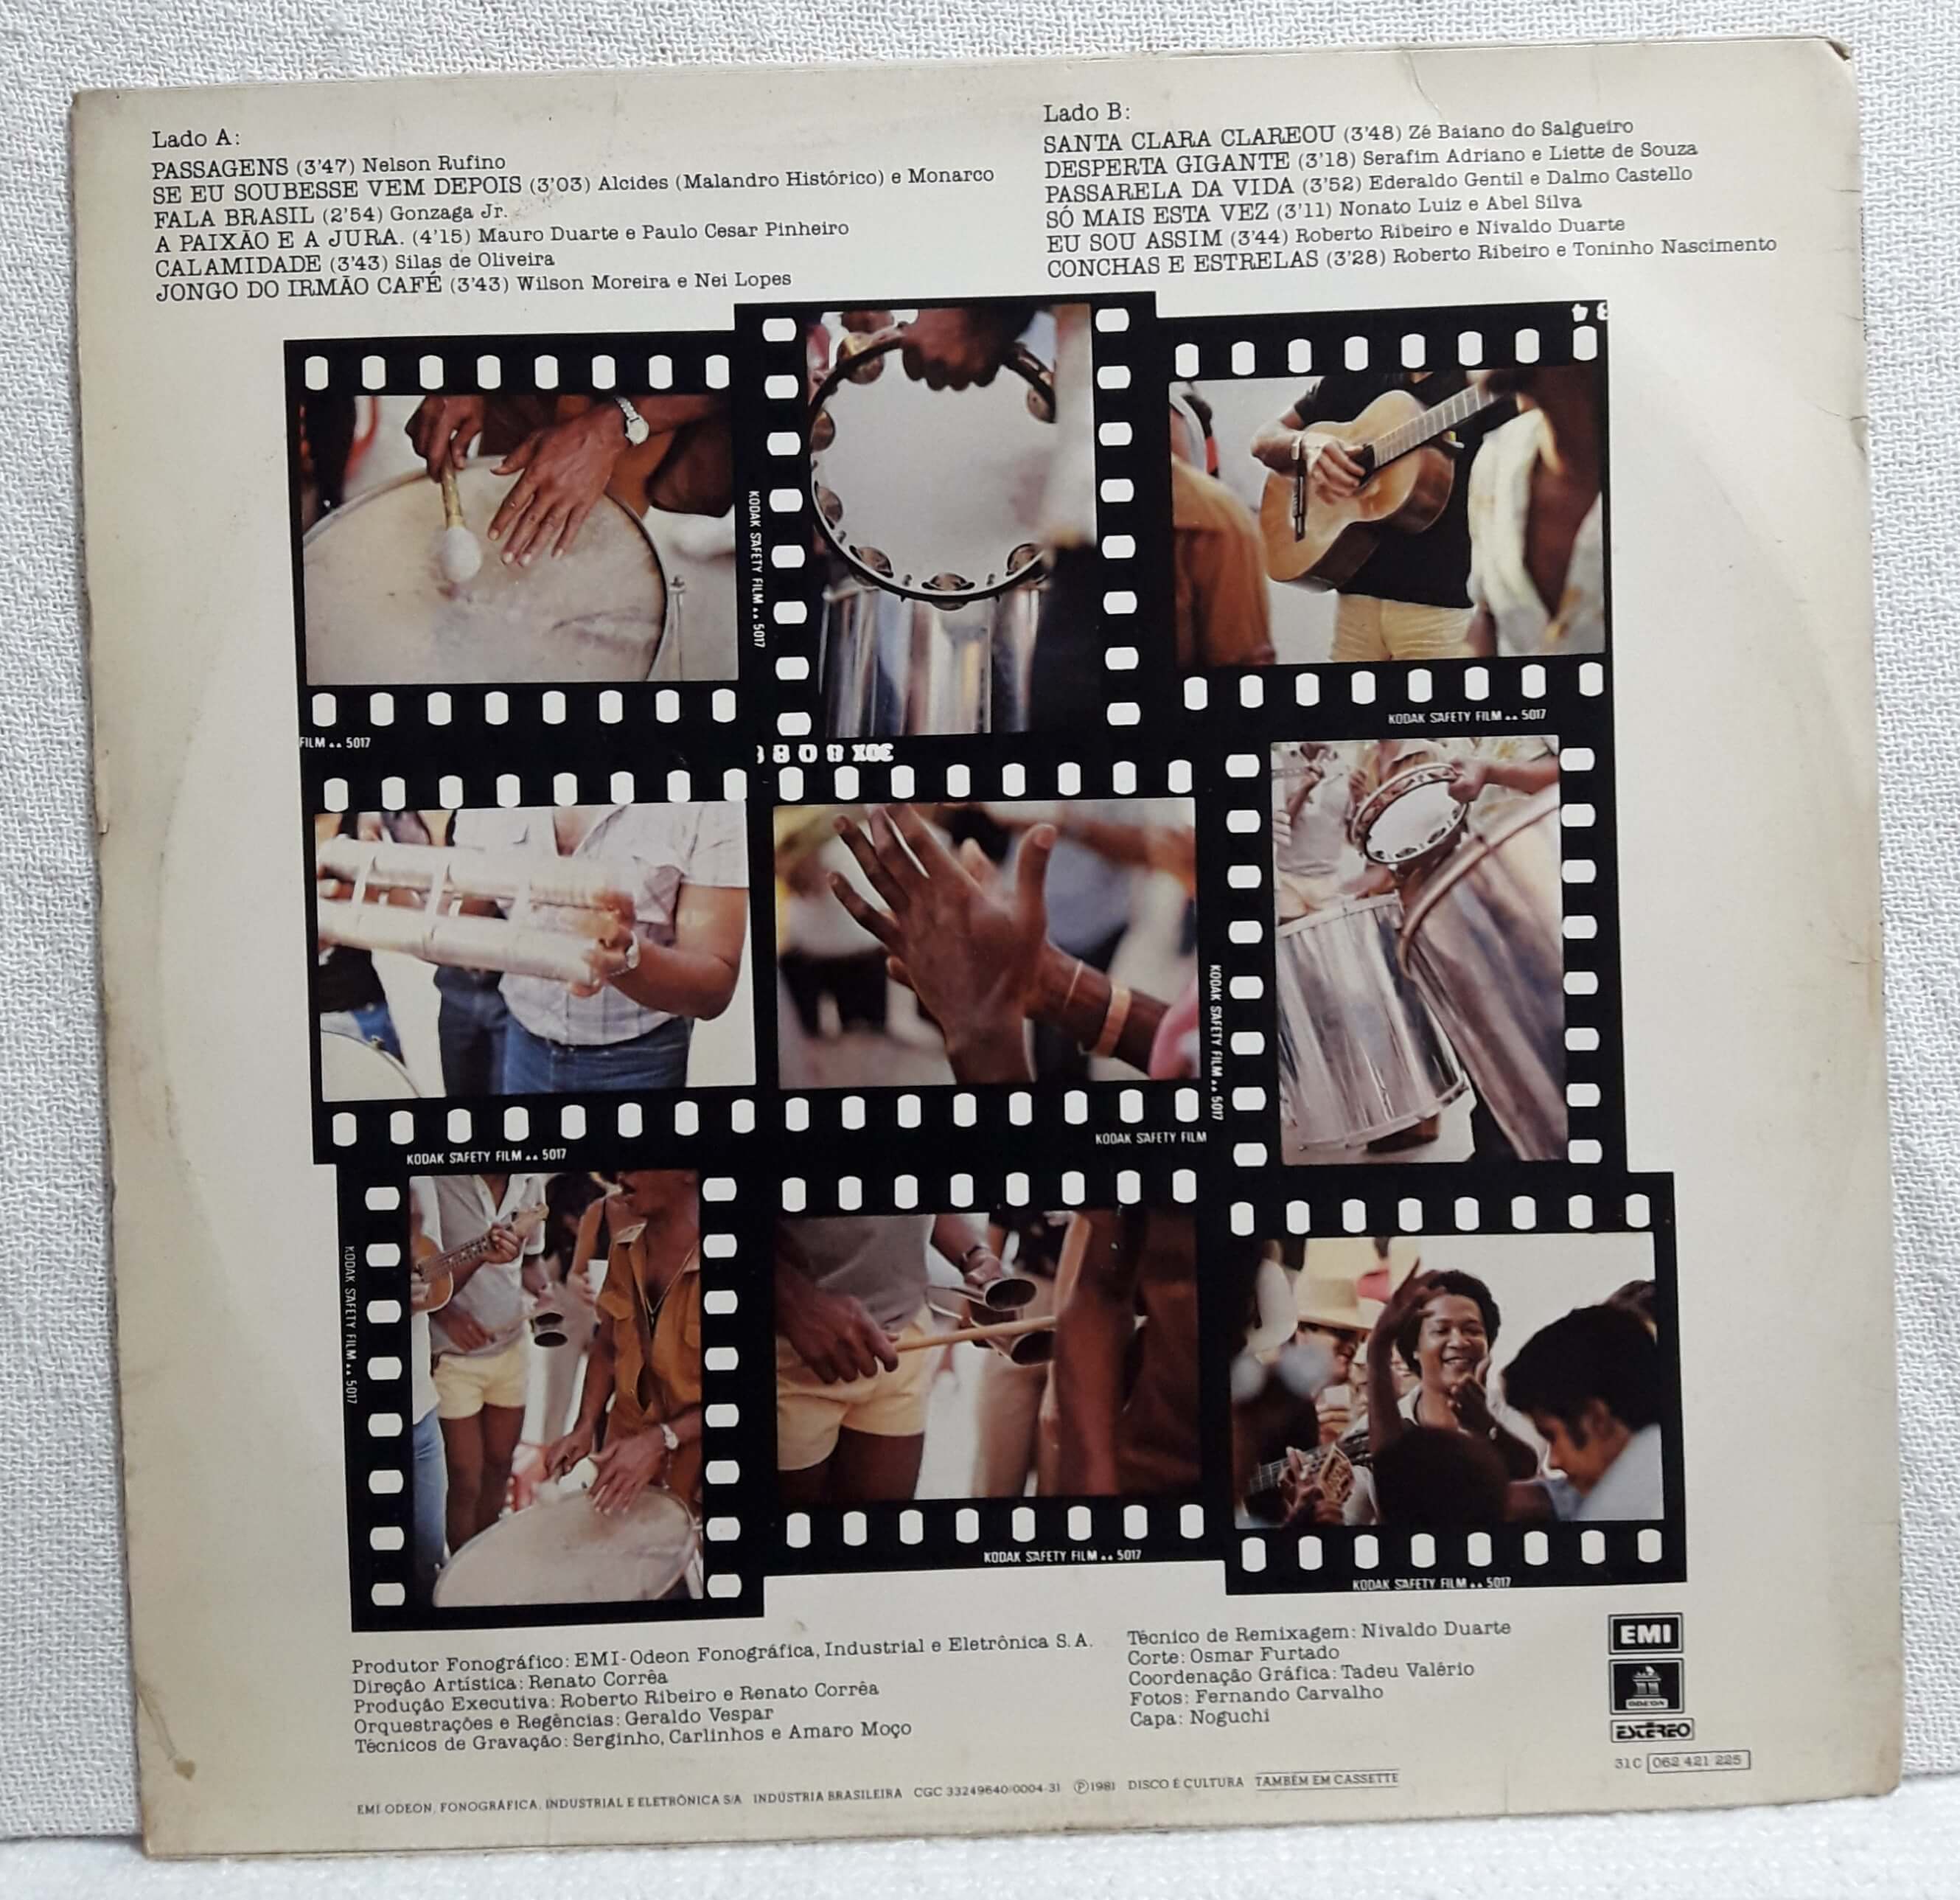 Lado A:
PASSAGENS (3'47) Nelson Rufino
SE EU SOUBESSE VEM DEPOIS (3'03) Alcides (Malandro Histórico) e Monarco
FALA BRASIL (2'54) Gonzaga Jr.
A PAIXÃO E A JURA. (4'15) Mauro Duarte e Paulo Cesar Pinheiro
CALAMIDADE (3'43) Silas de Oliveira
JONGO DO IRMÃO CAFÉ (3'43) Wilson Moreira e Nei Lopes
Lado B:
SANTA CLARA CLAREOU (3'48) Zé Baiano do Salgueiro
DESPERTA GIGANTE (3'18) Serafim Adriano e Liette de Souza
PASSARELA DA VIDA (3'52) Ederaldo Gentil e Dalmo Castello
SÓ MAIS ESTA VEZ (3'11) Nonato Luiz e Abel Silva
EU SOU ASSIM (3'44) Roberto Ribeiro e Nivaldo Duarte
CONCHAS E ESTRELAS (3'28) Roberto Ribeiro e Toninho Nascimento
KODAK SAFETY FILM 5017
KODAK SAFETY FILM 5017
FILM 5017
KODAK SAFETY FILM 5017
KODAK SAFETY FILM
KODAK SAFETY FILM 5017
KODAK SAFETY FILM 5017
KODAK SAFETY FILM 5017
KODAK SAFETY FILM 5017
Produtor Fonográfico: EMI-Odeon Fonográfica, Industrial e Eletrônica S.A.
Direção Artística: Renato Corrêa
Produção Executiva: Roberto Ribeiro e Renato Corrêa
Orquestrações e Regências: Geraldo Vespar
Técnicos de Gravação: Serginho, Carlinhos e Amaro Moço
Técnico de Remixagem: Nivaldo Duarte
Corte: Osmar Furtado
Coordenação Gráfica: Tadeu Valério
Fotos: Fernando Carvalho
Capa: Noguchi
EMI
ODEON
ESTÉREO
31C 062 421 225
EMI ODEON, FONOGRÁFICA, INDUSTRIAL E ELETRÔNICA S/A INDÚSTRIA BRASILEIRA CGC 33249640/0004-31 Ⓟ1981 DISCO É CULTURA TAMBÉM EM CASSETTE